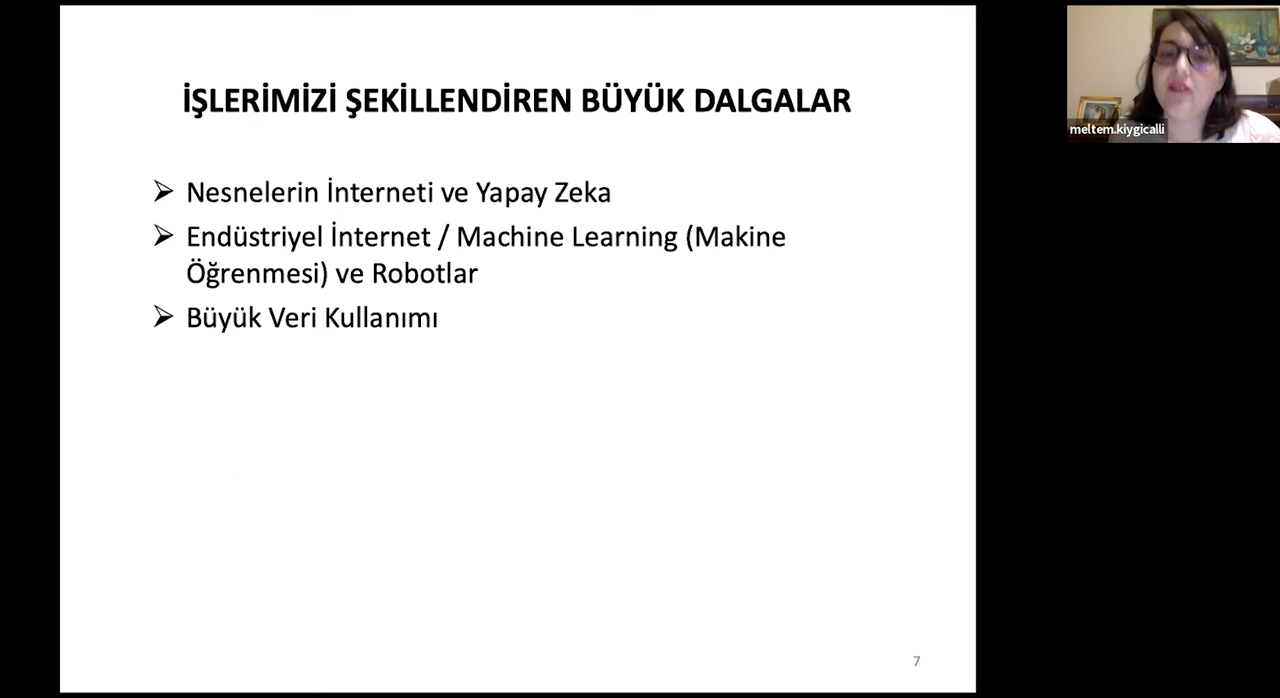 İŞLERİMİZİ ŞEKİLLENDİREN BÜYÜK DALGALAR
Nesnelerin İnterneti ve Yapay Zeka
Endüstriyel İnternet / Machine Learning (Makine
Öğrenmesi) ve Robotlar
Büyük Veri Kullanımı
7
meltem.kiygicalli